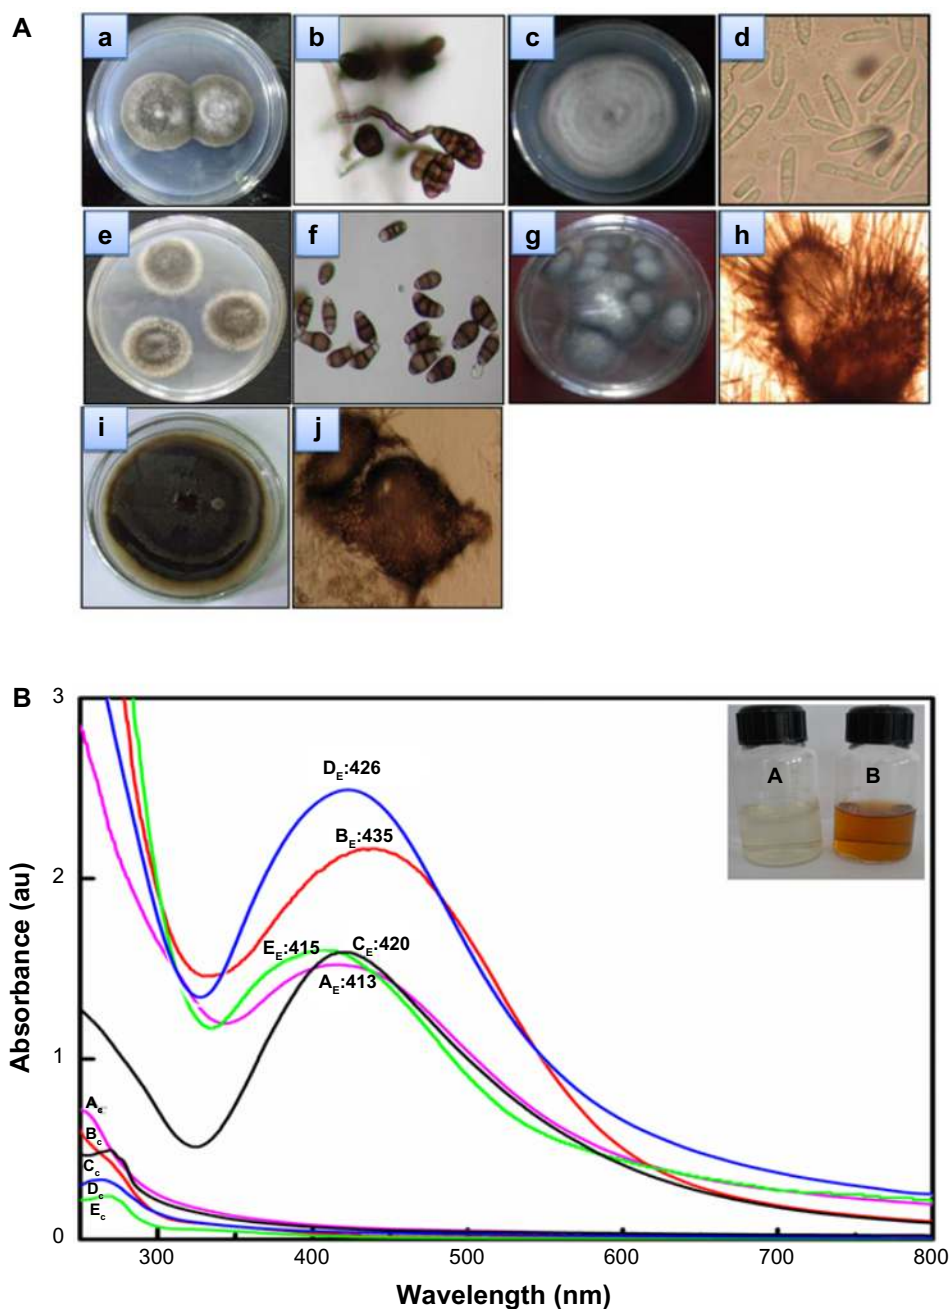 A
a b c d
e f g h
i j
B
3
2
1
0
Absorbance (au)
D_E:426
B_E:435
E_E:415
C_E:420
A_E:413
A_c
B_c
C_c
D_c
E_c
A B
300 400 500 600 700 800
Wavelength (nm)